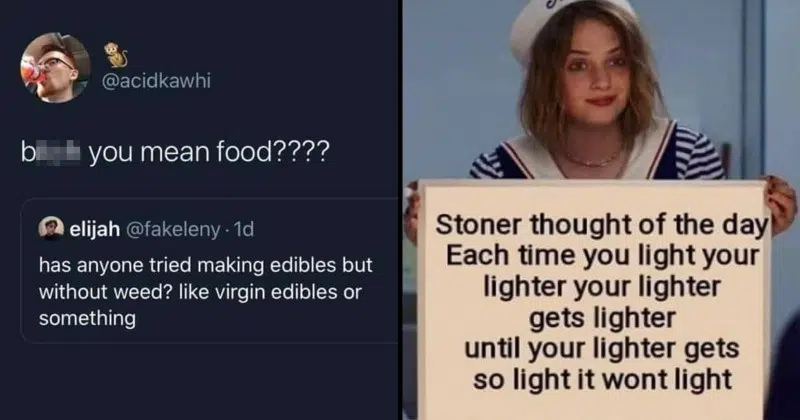 @acidkawhi
you mean food????
elijah @fakeleny · 1d
has anyone tried making edibles but
without weed? like virgin edibles or
something
Stoner thought of the day
Each time you light your
lighter your lighter
gets lighter
until your lighter gets
so light it wont light